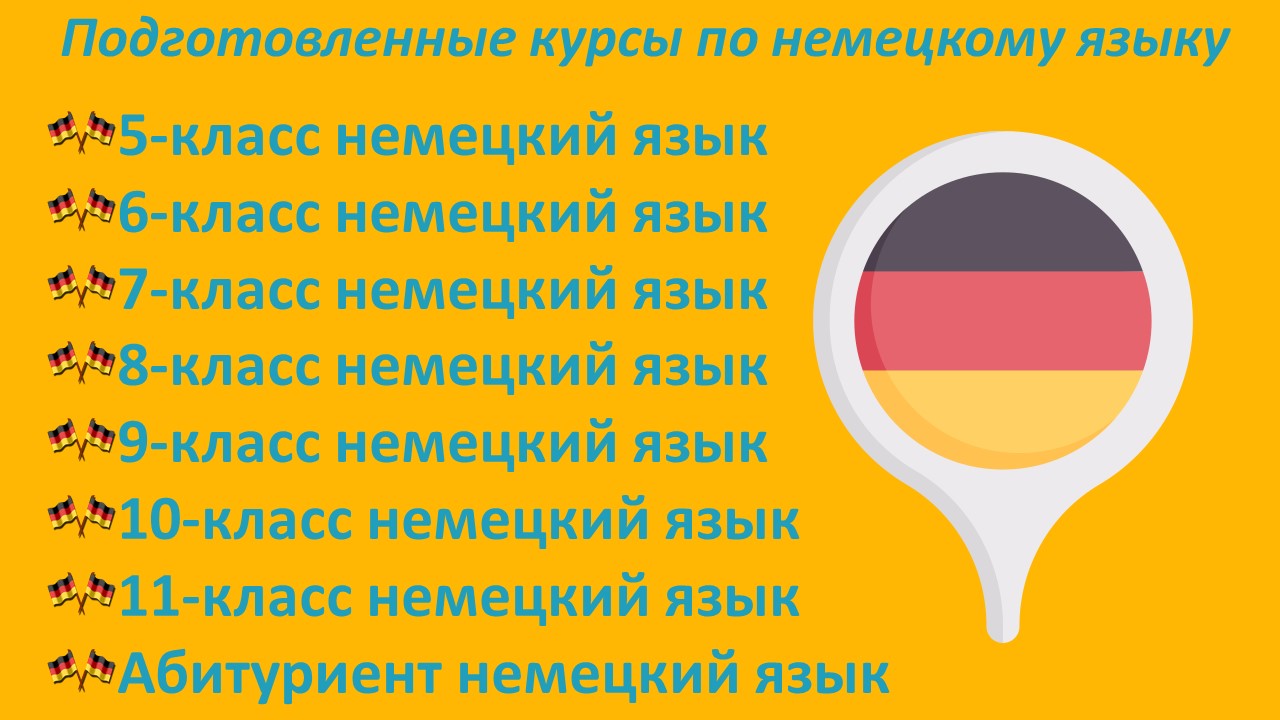 Подготовленные курсы по немецкому языку
5-класс немецкий язык
6-класс немецкий язык
7-класс немецкий язык
8-класс немецкий язык
9-класс немецкий язык
10-класс немецкий язык
11-класс немецкий язык
Абитуриент немецкий язык